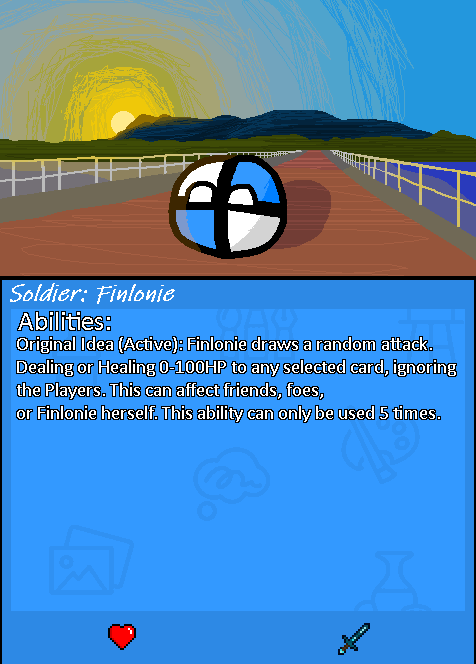 Soldier: Finlonie
Abilities:
Original Idea (Active): Finlonie draws a random attack.
Dealing or Healing 0-100HP to any selected card, ignoring
the Players. This can affect friends, foes,
or Finlonie herself. This ability can only be used 5 times.